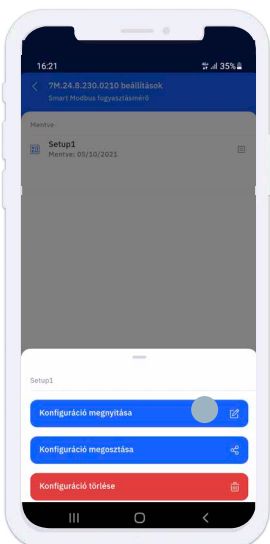 16:21
35%
7M.24.8.230.0210 beállítások
Smart Modbus fogyasztásmérő
Mentve
Setup1
Mentve: 05/10/2021
Setup1
Konfiguráció megnyitása
Konfiguráció megosztása
Konfiguráció törlése